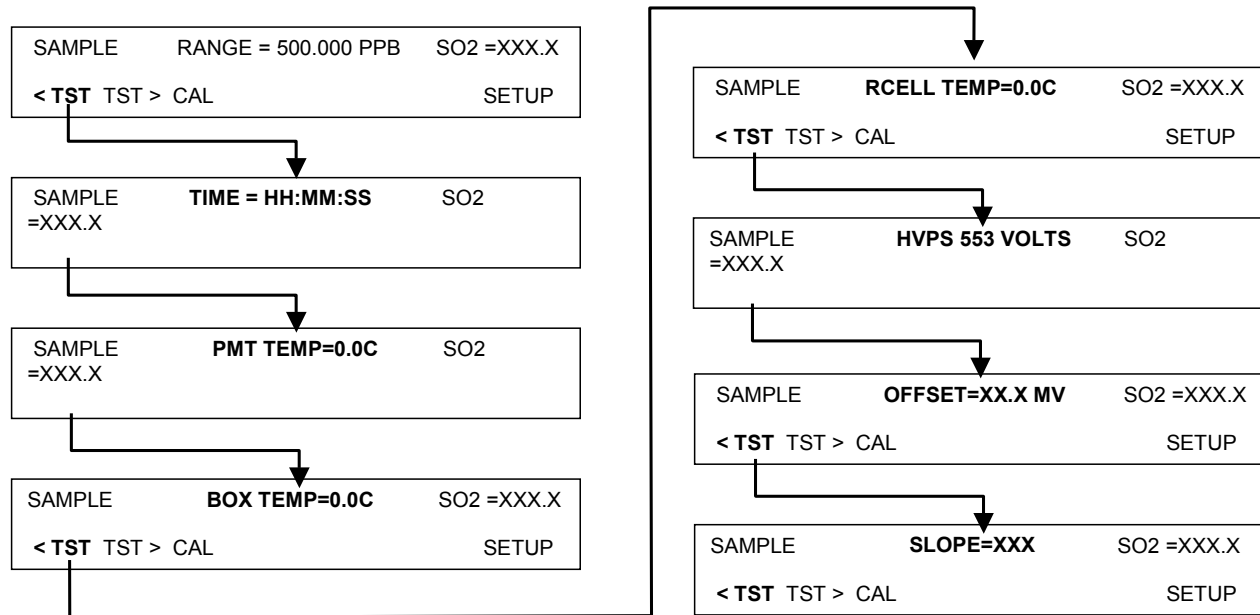 SAMPLE RANGE = 500.000 PPB SO2 =XXX.X
< TST TST > CAL SETUP
SAMPLE TIME = HH:MM:SS SO2
=XXX.X
SAMPLE PMT TEMP=0.0C SO2
=XXX.X
SAMPLE BOX TEMP=0.0C SO2 =XXX.X
< TST TST > CAL SETUP
SAMPLE RCELL TEMP=0.0C SO2 =XXX.X
< TST TST > CAL SETUP
SAMPLE HVPS 553 VOLTS SO2
=XXX.X
SAMPLE OFFSET=XX.X MV SO2 =XXX.X
< TST TST > CAL SETUP
SAMPLE SLOPE=XXX SO2 =XXX.X
< TST TST > CAL SETUP